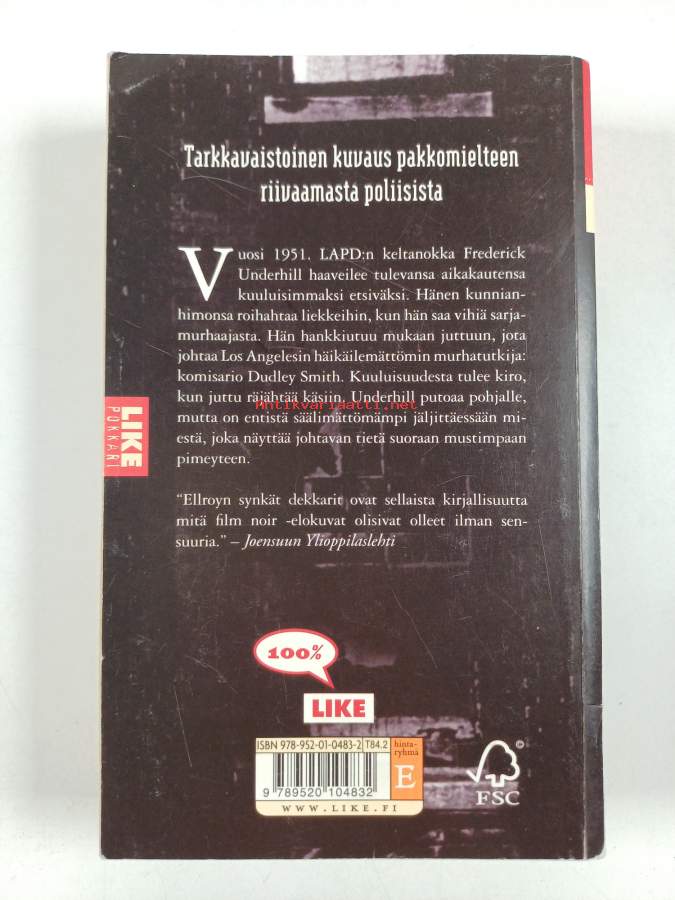 Tarkkavaistoinen kuvaus pakkomielteen
riivaamasta poliisista
Vuosi 1951. LAPD:n keltanokka Frederick
Underhill haaveilee tulevansa aikakautensa
kuuluisimmaksi etsiväksi. Hänen kunnian-
himonsa roihahtaa liekkeihin, kun hän saa vihiä sarja-
murhaajasta. Hän hankkiutuu mukaan juttuun, jota
johtaa Los Angelesin häikäilemättömin murhatutkija:
komisario Dudley Smith. Kuuluisuudesta tulee kiro,
kun juttu räjähtää käsiin. Underhill putoaa pohjalle,
Antikvariaatti.net
mutta on entistä säälimättömämpi jäljittäessään mi-
estä, joka näyttää johtavan tietä suoraan mustimpaan
pimeyteen.
"Ellroyn synkät dekkarit ovat sellaista kirjallisuutta
mitä film noir -elokuvat olisivat olleet ilman sen-
suuria." – Joensuun Ylioppilaslehti
LIKE
POKKARI
100%
LIKE
ISBN 978-952-01-0483-2 T84.2
9 789520 104832
hinta-
ryhmä
E
WWW.LIKE.FI
©
FSC